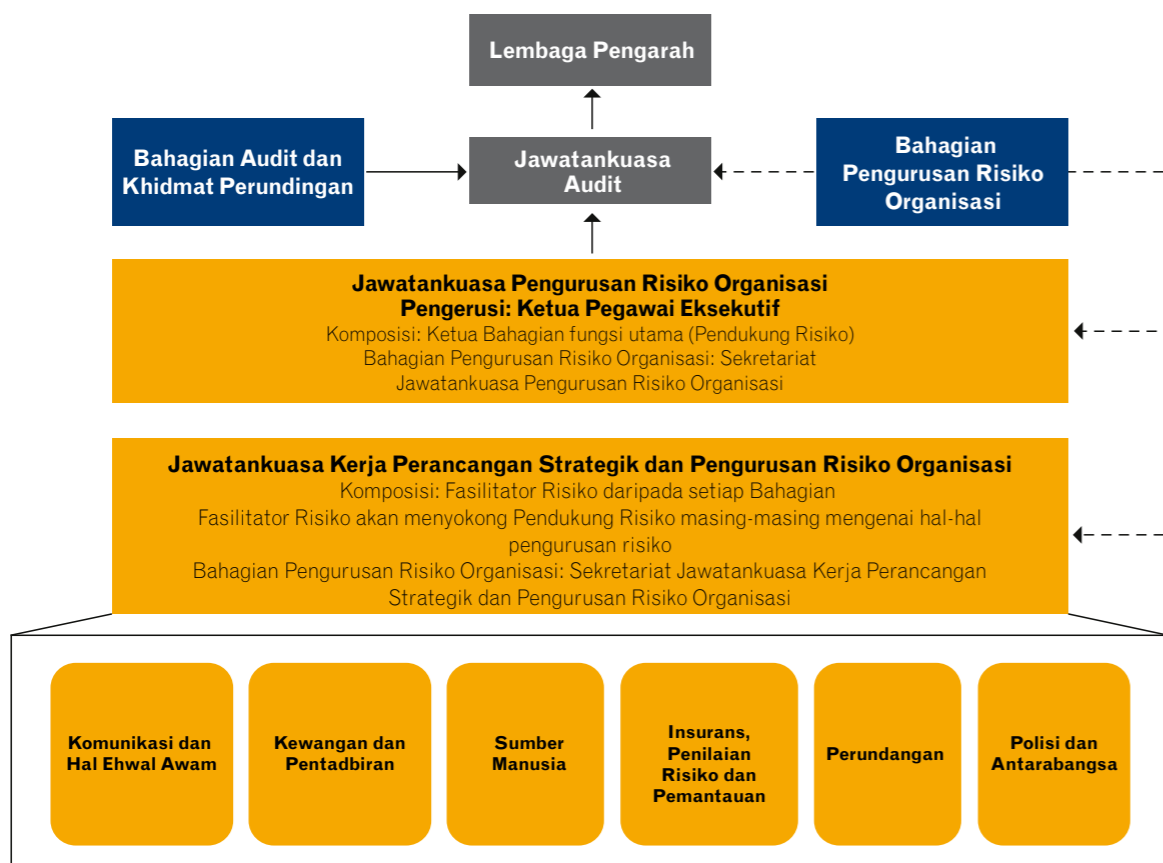 Lembaga Pengarah
Bahagian Audit dan
Khidmat Perundingan
Jawatankuasa
Audit
Bahagian
Pengurusan Risiko
Organisasi
Jawatankuasa Pengurusan Risiko Organisasi
Pengerusi: Ketua Pegawai Eksekutif
Komposisi: Ketua Bahagian fungsi utama (Pendukung Risiko)
Bahagian Pengurusan Risiko Organisasi: Sekretariat
Jawatankuasa Pengurusan Risiko Organisasi
Jawatankuasa Kerja Perancangan Strategik dan Pengurusan Risiko Organisasi
Komposisi: Fasilitator Risiko daripada setiap Bahagian
Fasilitator Risiko akan menyokong Pendukung Risiko masing-masing mengenai hal-hal
pengurusan risiko
Bahagian Pengurusan Risiko Organisasi: Sekretariat Jawatankuasa Kerja Perancangan
Strategik dan Pengurusan Risiko Organisasi
Komunikasi dan
Hal Ehwal Awam
Kewangan dan
Pentadbiran
Sumber
Manusia
Insurans,
Penilaian
Risiko dan
Pemantauan
Perundangan
Polisi dan
Antarabangsa